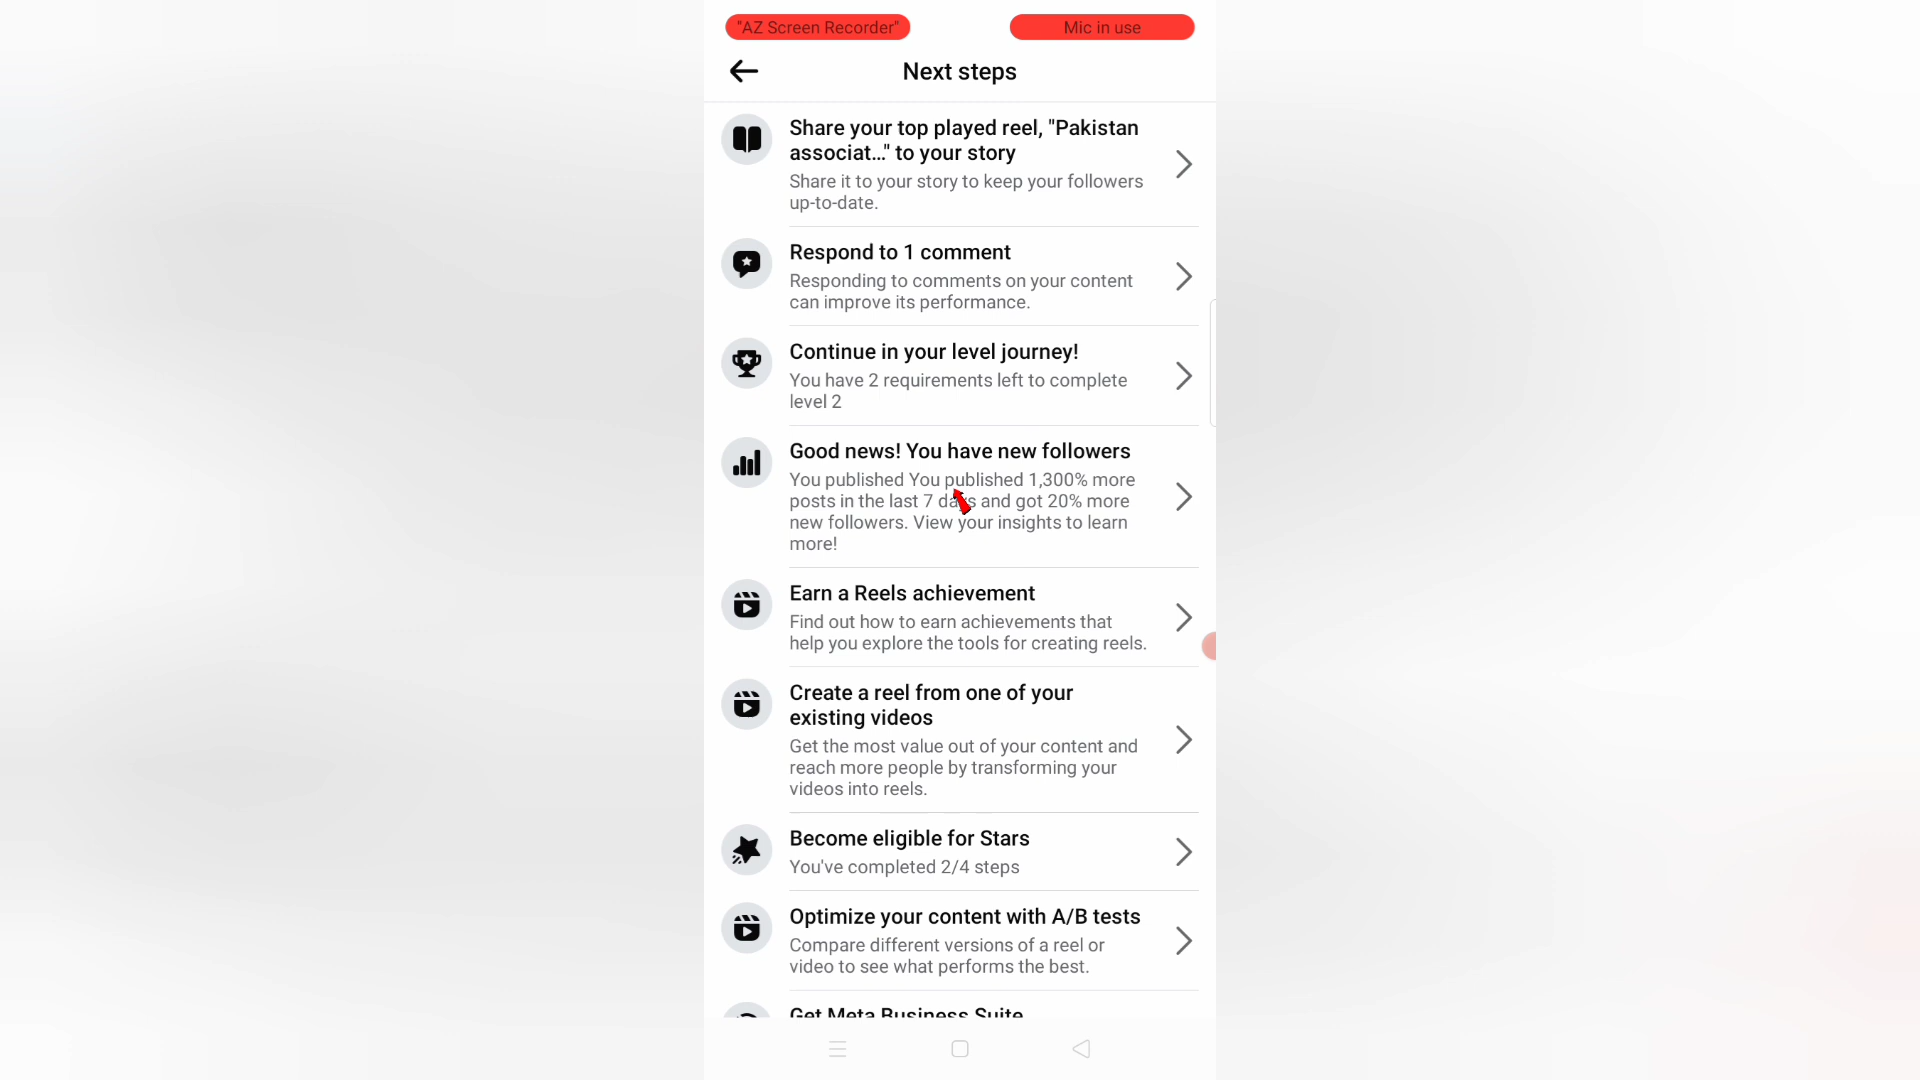 "AZ Screen Recorder"
Mic in use
Next steps
Share your top played reel, "Pakistan
associat..." to your story
Share it to your story to keep your followers
up-to-date.
Respond to 1 comment
Responding to comments on your content
can improve its performance.
Continue in your level journey!
You have 2 requirements left to complete
level 2
Good news! You have new followers
You published You published 1,300% more
posts in the last 7 days and got 20% more
new followers. View your insights to learn
more!
Earn a Reels achievement
Find out how to earn achievements that
help you explore the tools for creating reels.
Create a reel from one of your
existing videos
Get the most value out of your content and
reach more people by transforming your
videos into reels.
Become eligible for Stars
You've completed 2/4 steps
Optimize your content with A/B tests
Compare different versions of a reel or
video to see what performs the best.
Get Meta Business Suite